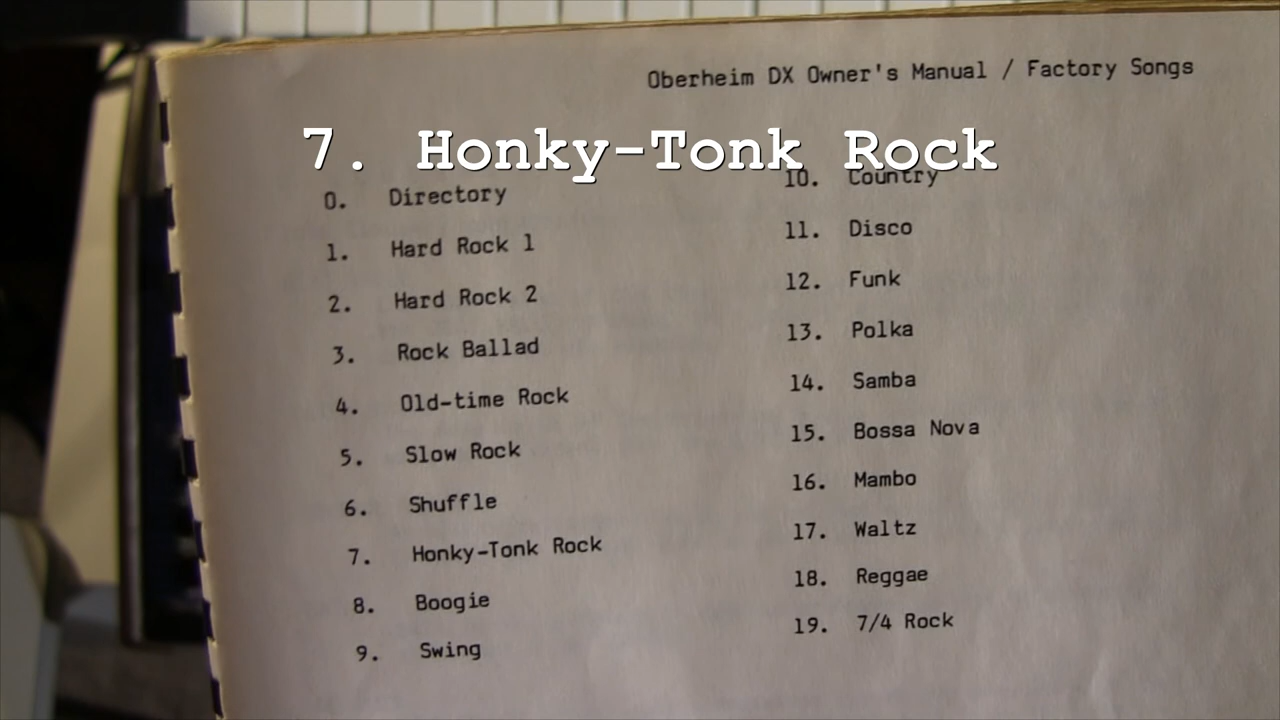 Oberheim DX Owner's Manual / Factory Songs
7. Honky-Tonk Rock
0. Directory
1. Hard Rock 1
2. Hard Rock 2
3. Rock Ballad
4. Old-time Rock
5. Slow Rock
6. Shuffle
7. Honky-Tonk Rock
8. Boogie
9. Swing
10. Country
11. Disco
12. Funk
13. Polka
14. Samba
15. Bossa Nova
16. Mambo
17. Waltz
18. Reggae
19. 7/4 Rock